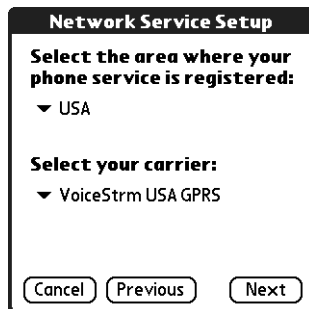 Network Service Setup
Select the area where your
phone service is registered:
USA
Select your carrier:
VoiceStrm USA GPRS
Cancel Previous Next